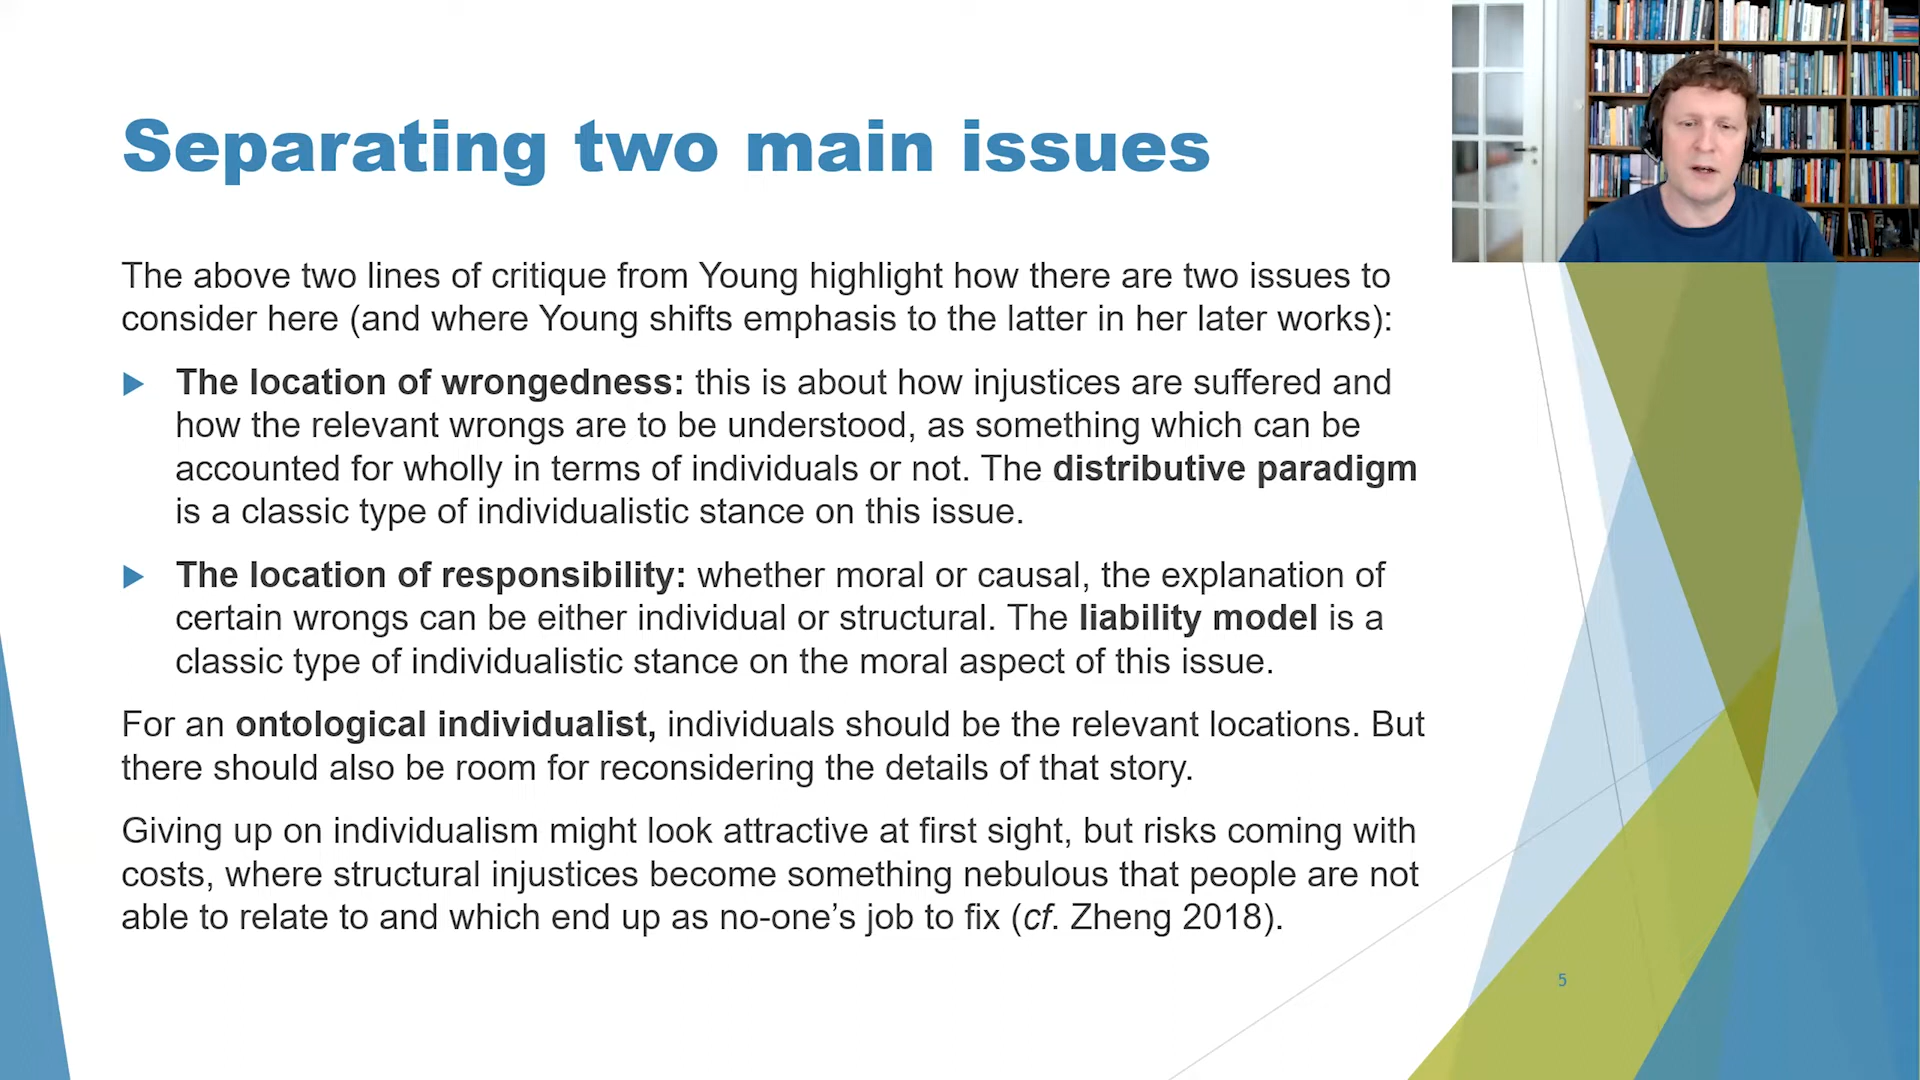 Separating two main issues
The above two lines of critique from Young highlight how there are two issues to
consider here (and where Young shifts emphasis to the latter in her later works):
The location of wrongedness: this is about how injustices are suffered and
how the relevant wrongs are to be understood, as something which can be
accounted for wholly in terms of individuals or not. The distributive paradigm
is a classic type of individualistic stance on this issue.
The location of responsibility: whether moral or causal, the explanation of
certain wrongs can be either individual or structural. The liability model is a
classic type of individualistic stance on the moral aspect of this issue.
For an ontological individualist, individuals should be the relevant locations. But
there should also be room for reconsidering the details of that story.
Giving up on individualism might look attractive at first sight, but risks coming with
costs, where structural injustices become something nebulous that people are not
able to relate to and which end up as no-one’s job to fix (cf. Zheng 2018).
5